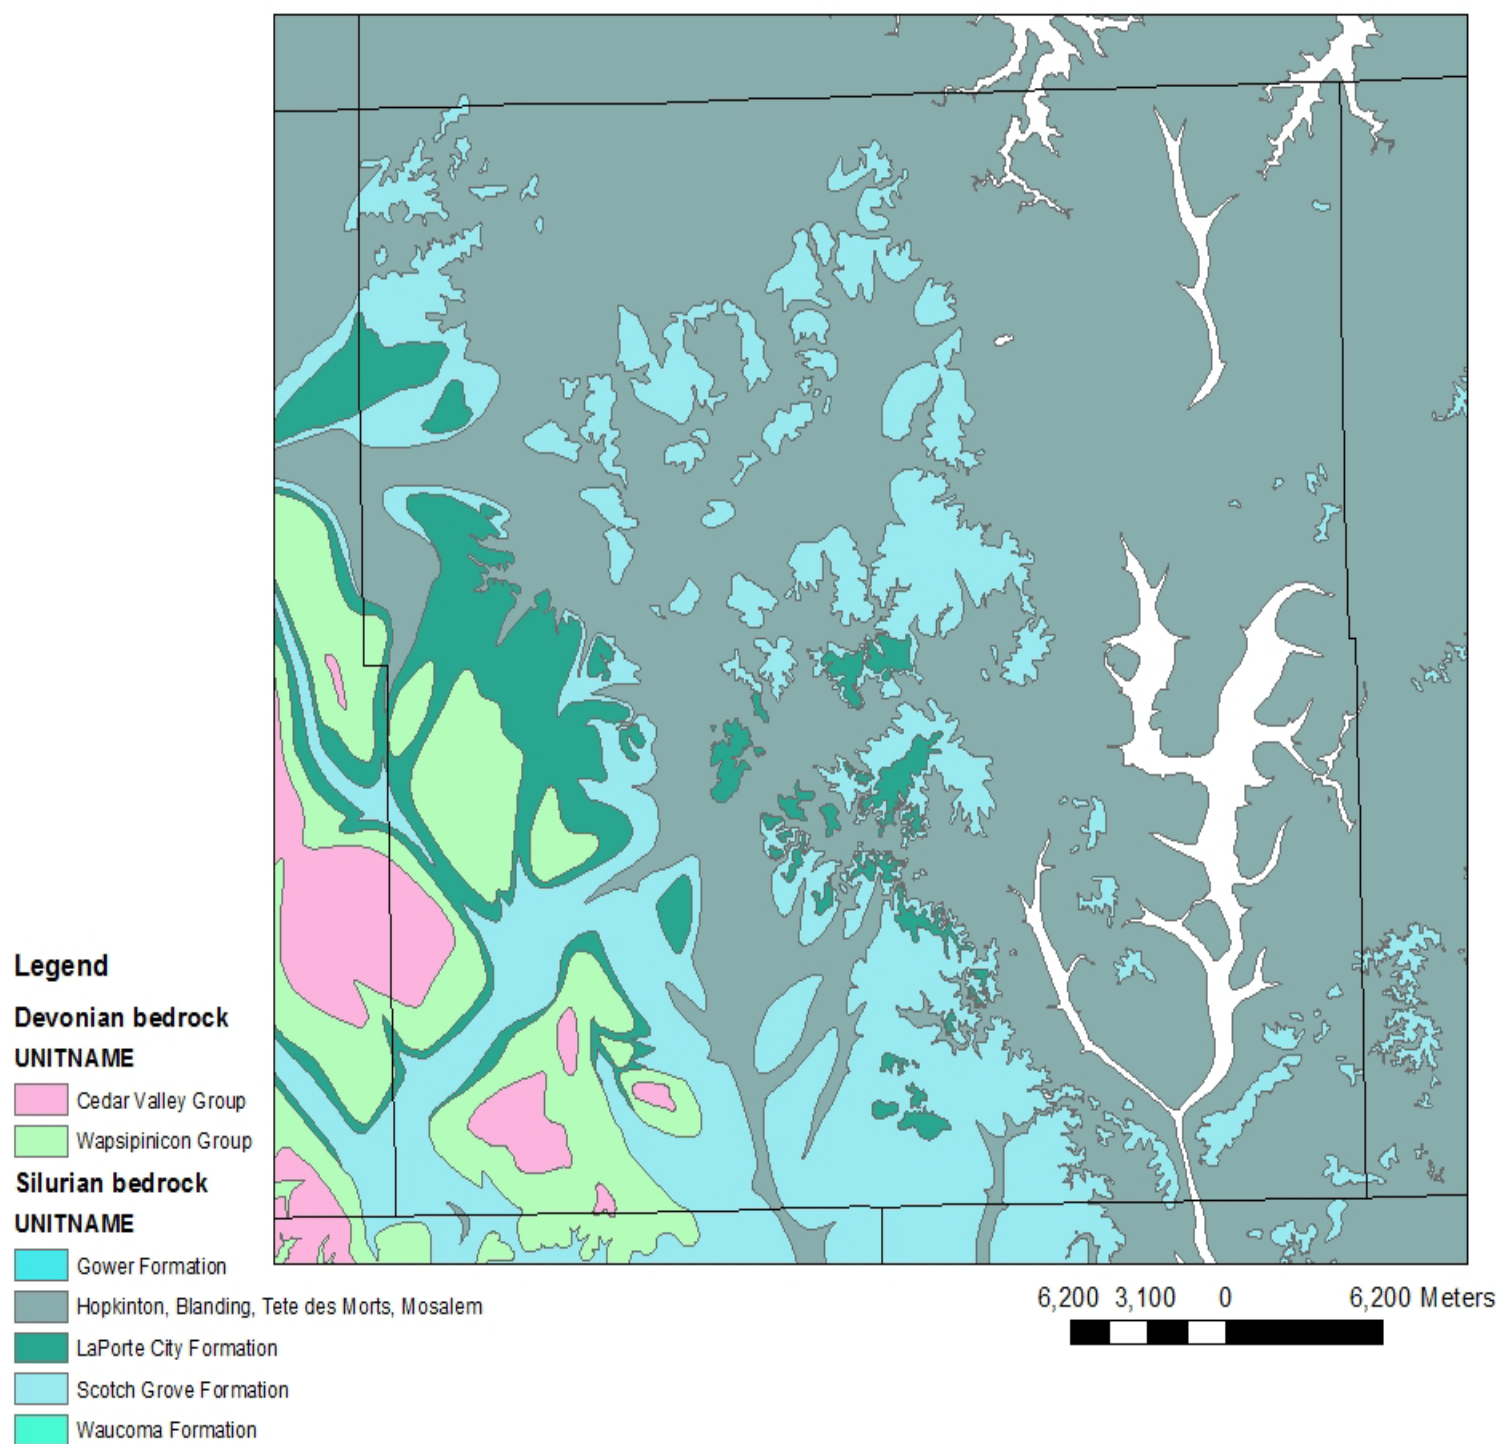 Legend
Devonian bedrock
UNITNAME
Cedar Valley Group
Wapsipinicon Group
Silurian bedrock
UNITNAME
Gower Formation
Hopkinton, Blanding, Tete des Morts, Mosalem
LaPorte City Formation
Scotch Grove Formation
Waucoma Formation
6,200 3,100 0 6,200 Meters